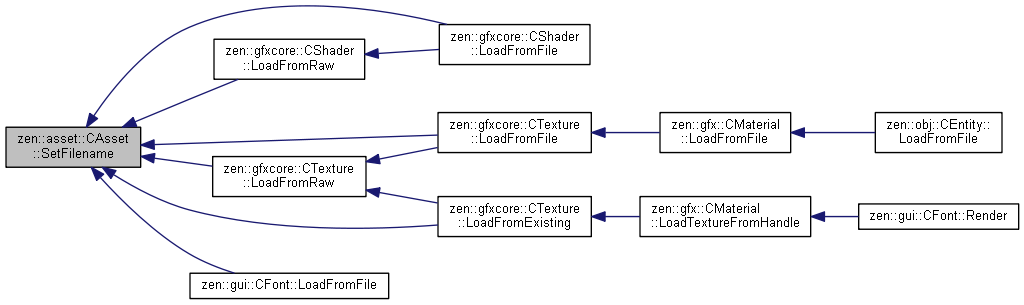 zen::asset::CAsset
::SetFilename
zen::gfxcore::CShader
::LoadFromRaw
zen::gfxcore::CShader
::LoadFromFile
zen::gfxcore::CTexture
::LoadFromRaw
zen::gfxcore::CTexture
::LoadFromFile
zen::gfx::CMaterial
::LoadFromFile
zen::obj::CEntity::
LoadFromFile
zen::gfxcore::CTexture
::LoadFromExisting
zen::gfx::CMaterial
::LoadTextureFromHandle
zen::gui::CFont::Render
zen::gui::CFont::LoadFromFile